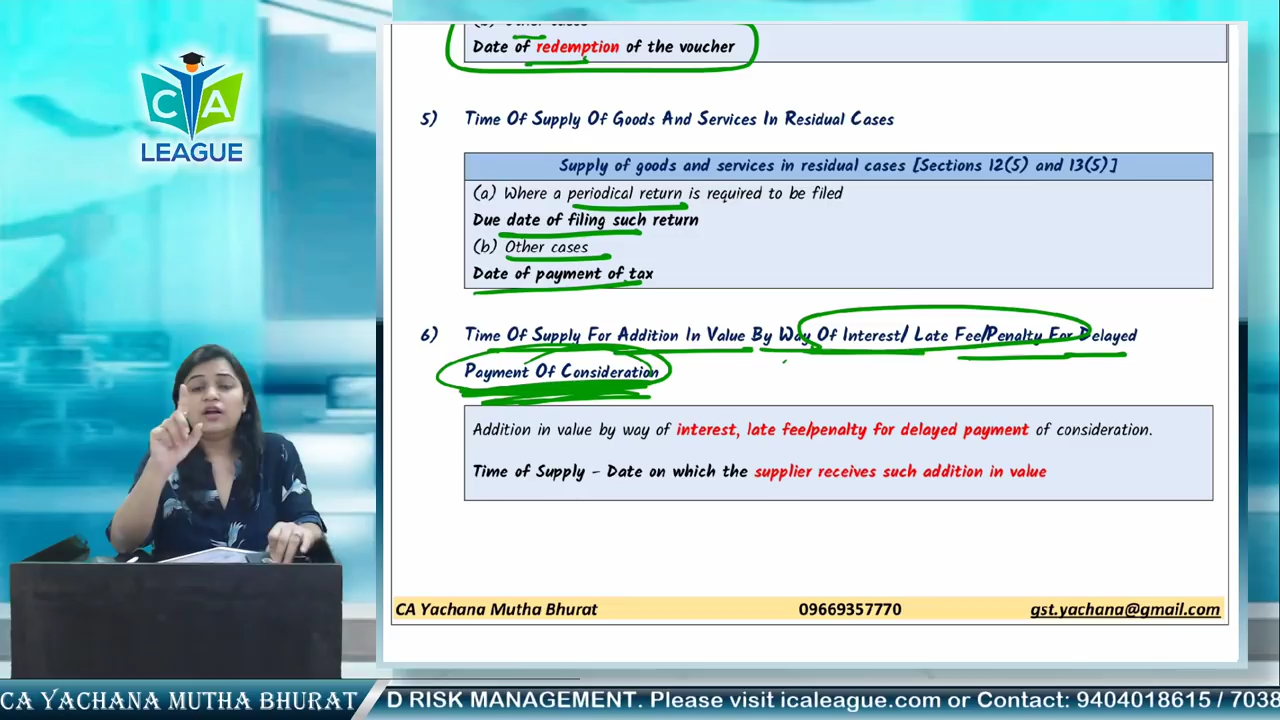 (b) Other cases
Date of redemption of the voucher
CA
LEAGUE
5) Time Of Supply Of Goods And Services In Residual Cases
Supply of goods and services in residual cases [Sections 12(5) and 13(5)]
(a) Where a periodical return is required to be filed
Due date of filing such return
(b) Other cases
Date of payment of tax
6) Time Of Supply For Addition In Value By Way Of Interest/ Late Fee/Penalty For Delayed
Payment Of Consideration
Addition in value by way of interest, late fee/penalty for delayed payment of consideration.
Time of Supply – Date on which the supplier receives such addition in value
CA Yachana Mutha Bhurat 09669357770 gst.yachana@gmail.com
CA YACHANA MUTHA BHURAT D RISK MANAGEMENT. Please visit icaleague.com or Contact: 9404018615 / 7038